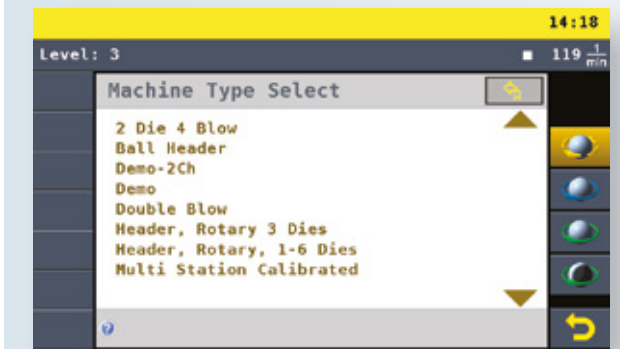 14:18
Level: 3
119 1/min
Machine Type Select
2 Die 4 Blow
Ball Header
Demo-2Ch
Demo
Double Blow
Header, Rotary 3 Dies
Header, Rotary, 1-6 Dies
Multi Station Calibrated
?